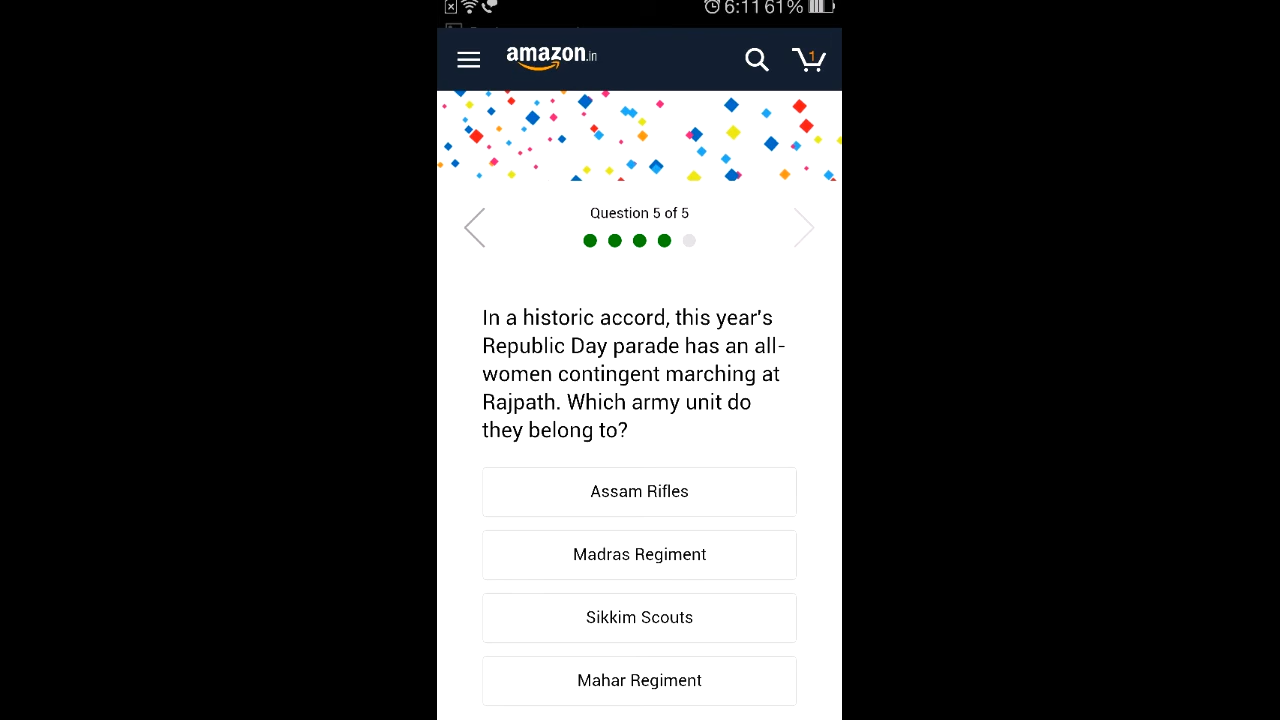 6:11 61%
amazon.in
1
Question 5 of 5
In a historic accord, this year's
Republic Day parade has an all-
women contingent marching at
Rajpath. Which army unit do
they belong to?
Assam Rifles
Madras Regiment
Sikkim Scouts
Mahar Regiment